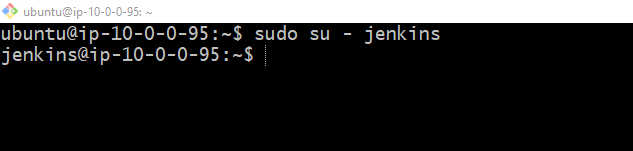 ubuntu@ip-10-0-0-95: ~
ubuntu@ip-10-0-0-95:~$ sudo su - jenkins
jenkins@ip-10-0-0-95:~$